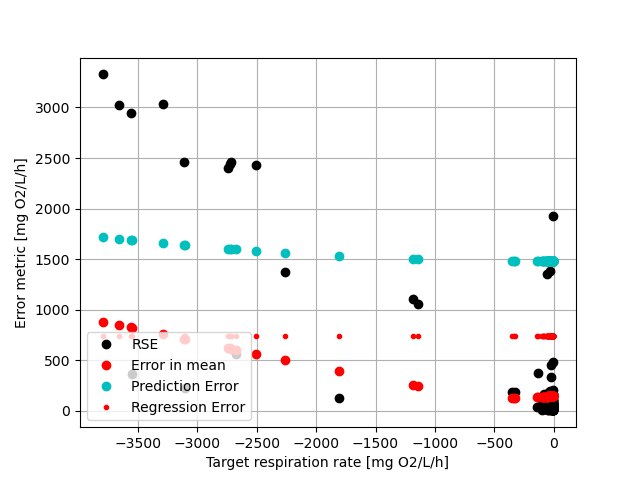 3000
2500
2000
1500
1000
500
0
Error metric [mg O2/L/h]
RSE
Error in mean
Prediction Error
Regression Error
−3500 −3000 −2500 −2000 −1500 −1000 −500 0
Target respiration rate [mg O2/L/h]